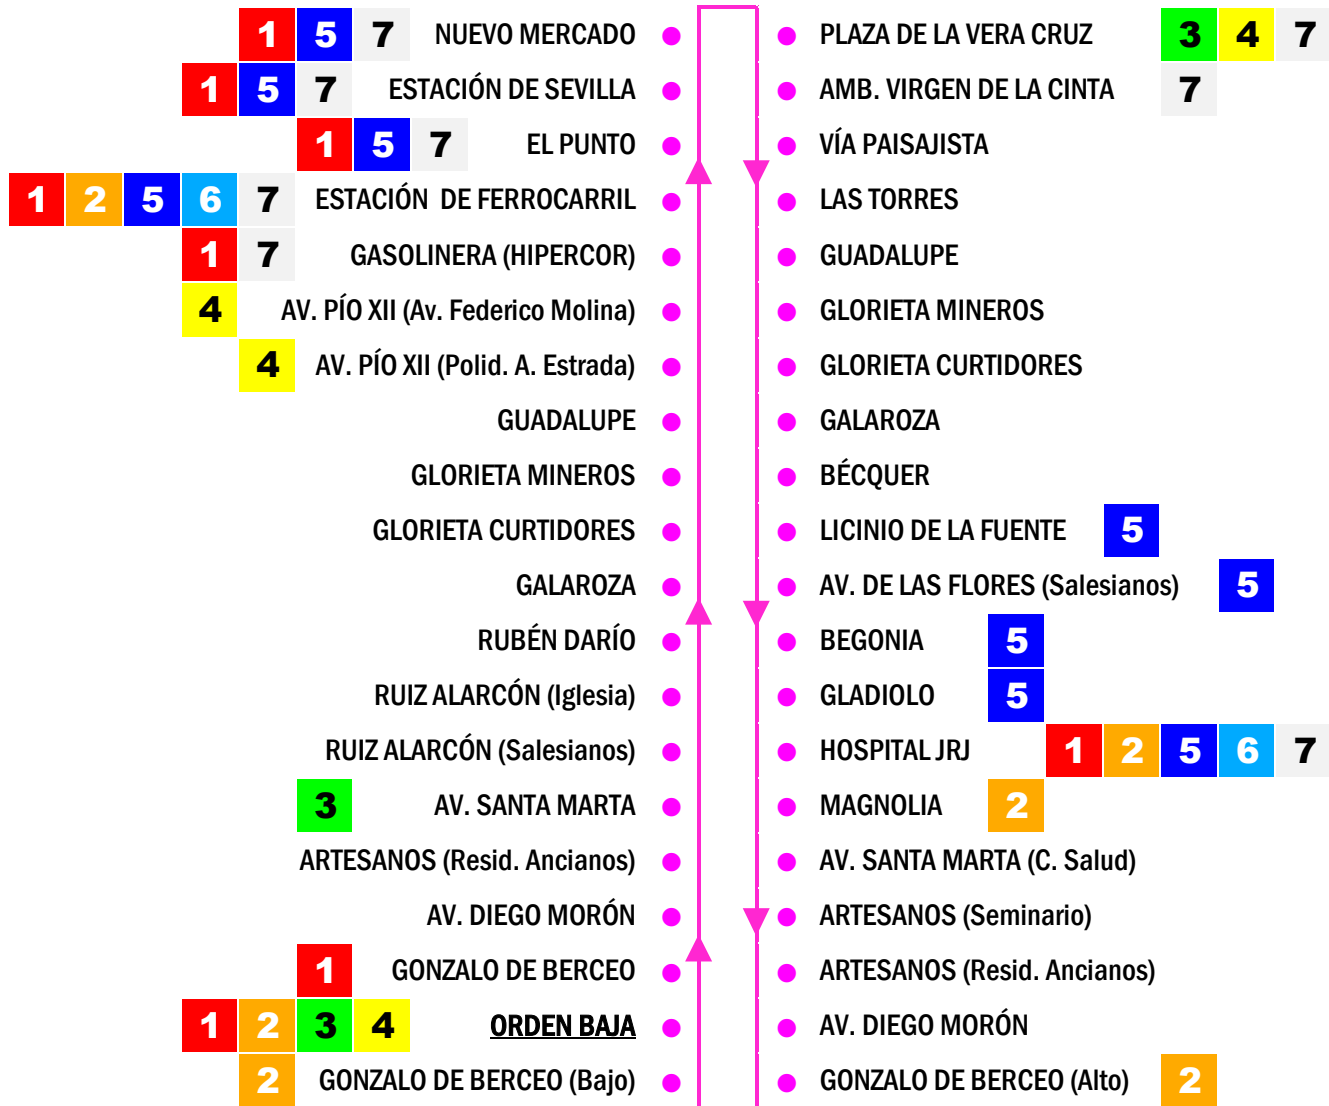 1 5 7 NUEVO MERCADO
1 5 7 ESTACIÓN DE SEVILLA
1 5 7 EL PUNTO
1 2 5 6 7 ESTACIÓN DE FERROCARRIL
1 7 GASOLINERA (HIPERCOR)
4 AV. PÍO XII (Av. Federico Molina)
4 AV. PÍO XII (Polid. A. Estrada)
GUADALUPE
GLORIETA MINEROS
GLORIETA CURTIDORES
GALAROZA
RUBÉN DARÍO
RUIZ ALARCÓN (Iglesia)
RUIZ ALARCÓN (Salesianos)
3 AV. SANTA MARTA
ARTESANOS (Resid. Ancianos)
AV. DIEGO MORÓN
1 GONZALO DE BERCEO
1 2 3 4 ORDEN BAJA
2 GONZALO DE BERCEO (Bajo)
PLAZA DE LA VERA CRUZ 3 4 7
AMB. VIRGEN DE LA CINTA 7
VÍA PAISAJISTA
LAS TORRES
GUADALUPE
GLORIETA MINEROS
GLORIETA CURTIDORES
GALAROZA
BÉCQUER
LICINIO DE LA FUENTE 5
AV. DE LAS FLORES (Salesianos) 5
BEGONIA 5
GLADIOLO 5
HOSPITAL JRJ 1 2 5 6 7
MAGNOLIA 2
AV. SANTA MARTA (C. Salud)
ARTESANOS (Seminario)
ARTESANOS (Resid. Ancianos)
AV. DIEGO MORÓN
GONZALO DE BERCEO (Alto) 2